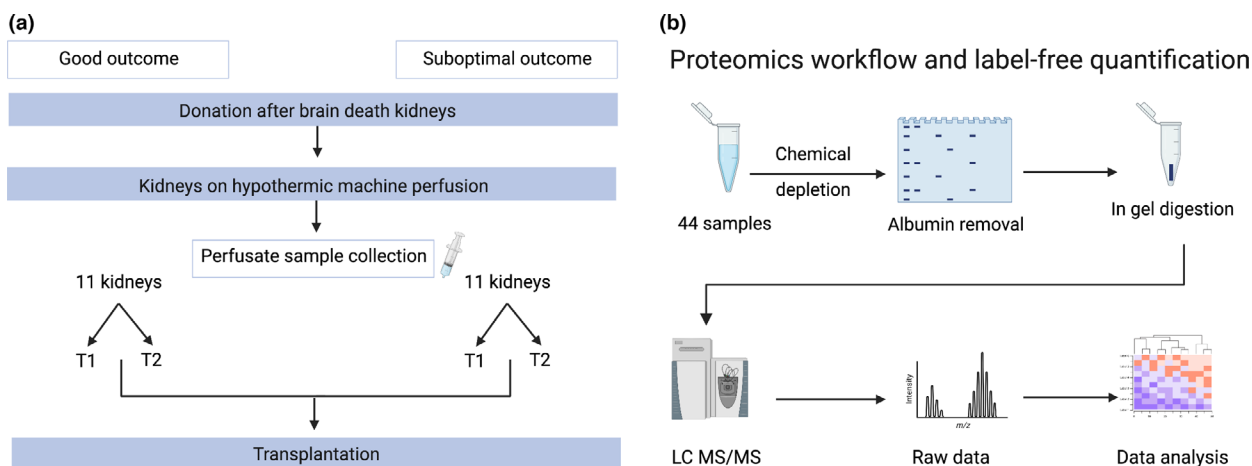 (a)
Good outcome
Suboptimal outcome
Donation after brain death kidneys
Kidneys on hypothermic machine perfusion
Perfusate sample collection
11 kidneys
11 kidneys
T1
T2
T1
T2
Transplantation
(b)
Proteomics workflow and label-free quantification
Chemical
depletion
44 samples
Albumin removal
In gel digestion
Intensity
m/z
LC MS/MS
Raw data
Data analysis